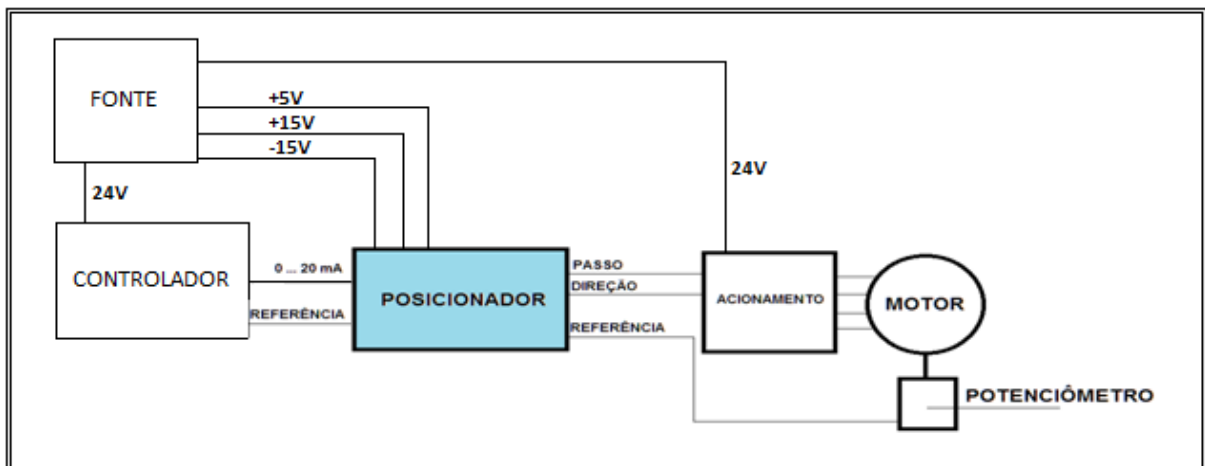 FONTE
+5V
+15V
-15V
24V
24V
CONTROLADOR
0 ... 20 mA
REFERÊNCIA
POSICIONADOR
PASSO
DIREÇÃO
REFERÊNCIA
ACIONAMENTO
MOTOR
POTENCIÔMETRO